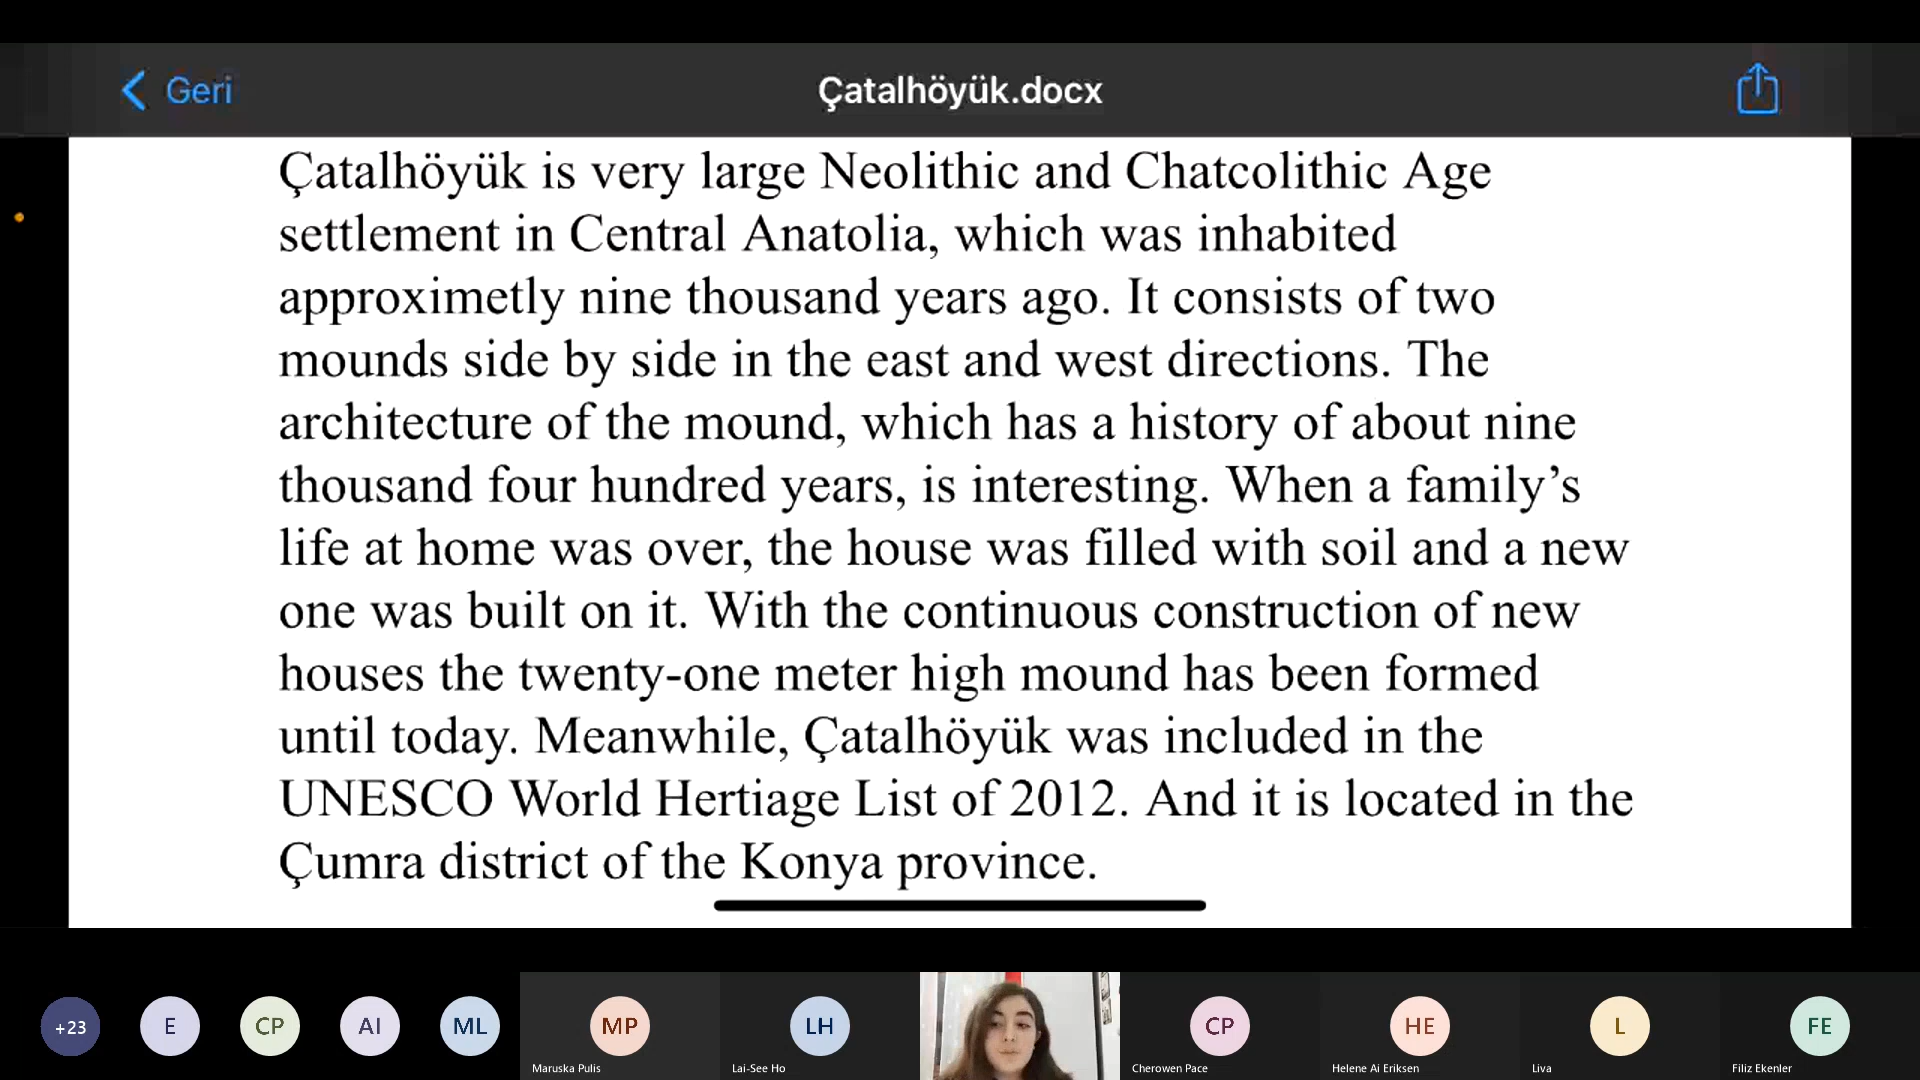 Geri
Çatalhöyük.docx
Çatalhöyük is very large Neolithic and Chatcolithic Age
settlement in Central Anatolia, which was inhabited
approximetly nine thousand years ago. It consists of two
mounds side by side in the east and west directions. The
architecture of the mound, which has a history of about nine
thousand four hundred years, is interesting. When a family’s
life at home was over, the house was filled with soil and a new
one was built on it. With the continuous construction of new
houses the twenty-one meter high mound has been formed
until today. Meanwhile, Çatalhöyük was included in the
UNESCO World Hertiage List of 2012. And it is located in the
Çumra district of the Konya province.
+23
E
CP
AI
ML
MP
Maruska Pulis
LH
Lai-See Ho
CP
Cherowen Pace
HE
Helene Ai Eriksen
L
Liva
FE
Filiz Ekenler